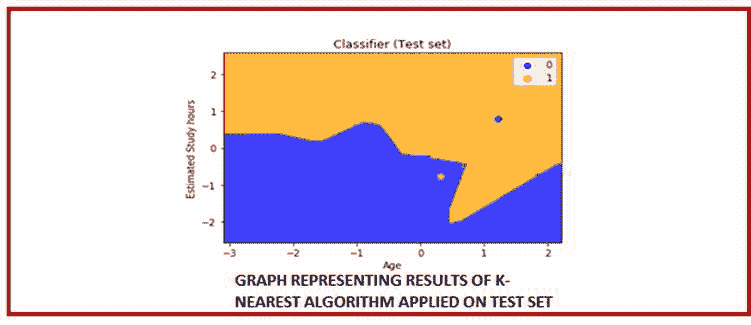 Classifier (Test set)
0
1
Estimated Study hours
2
1
0
−1
−2
−3
−2
−1
0
1
2
Age
GRAPH REPRESENTING RESULTS OF K-
NEAREST ALGORITHM APPLIED ON TEST SET